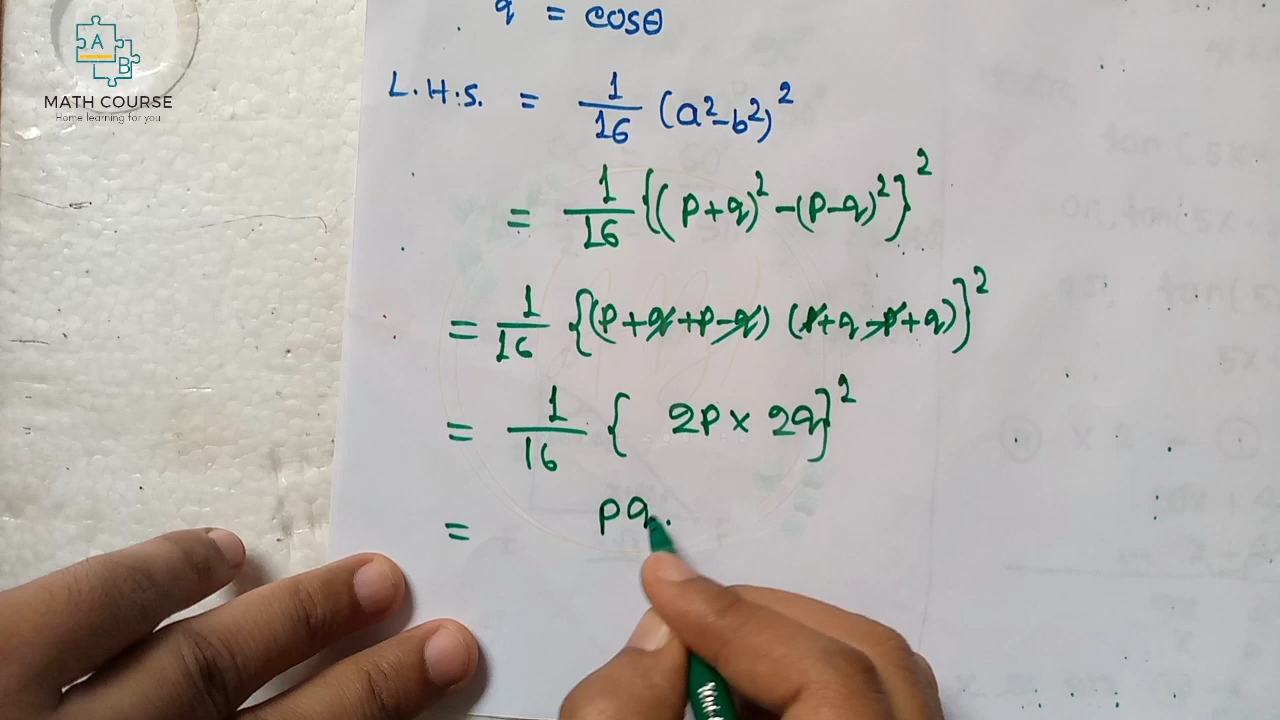 A
B
MATH COURSE
Home learning for you
q = cosθ
L.H.S. = 1/16 (a²-b²)²
= 1/16 {(p+q)² -(p-q)²}²
= 1/16 {(p+q+p-q) (p+q-p+q)}²
= 1/16 { 2p × 2q}²
= pq.